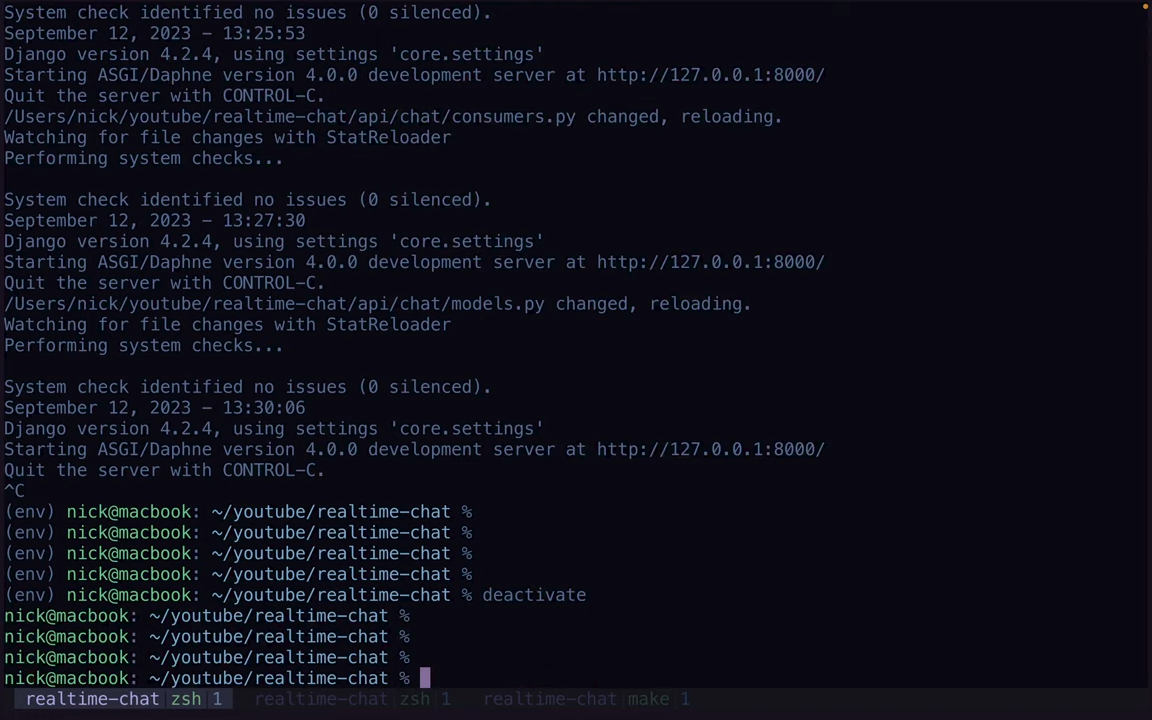 System check identified no issues (0 silenced).
September 12, 2023 - 13:25:53
Django version 4.2.4, using settings 'core.settings'
Starting ASGI/Daphne version 4.0.0 development server at http://127.0.0.1:8000/
Quit the server with CONTROL-C.
/Users/nick/youtube/realtime-chat/api/chat/consumers.py changed, reloading.
Watching for file changes with StatReloader
Performing system checks...
System check identified no issues (0 silenced).
September 12, 2023 - 13:27:30
Django version 4.2.4, using settings 'core.settings'
Starting ASGI/Daphne version 4.0.0 development server at http://127.0.0.1:8000/
Quit the server with CONTROL-C.
/Users/nick/youtube/realtime-chat/api/chat/models.py changed, reloading.
Watching for file changes with StatReloader
Performing system checks...
System check identified no issues (0 silenced).
September 12, 2023 - 13:30:06
Django version 4.2.4, using settings 'core.settings'
Starting ASGI/Daphne version 4.0.0 development server at http://127.0.0.1:8000/
Quit the server with CONTROL-C.
^C
(env) nick@macbook: ~/youtube/realtime-chat %
(env) nick@macbook: ~/youtube/realtime-chat %
(env) nick@macbook: ~/youtube/realtime-chat %
(env) nick@macbook: ~/youtube/realtime-chat %
(env) nick@macbook: ~/youtube/realtime-chat % deactivate
nick@macbook: ~/youtube/realtime-chat %
nick@macbook: ~/youtube/realtime-chat %
nick@macbook: ~/youtube/realtime-chat %
nick@macbook: ~/youtube/realtime-chat %
realtime-chat zsh 1 realtime-chat zsh 1 realtime-chat make 1